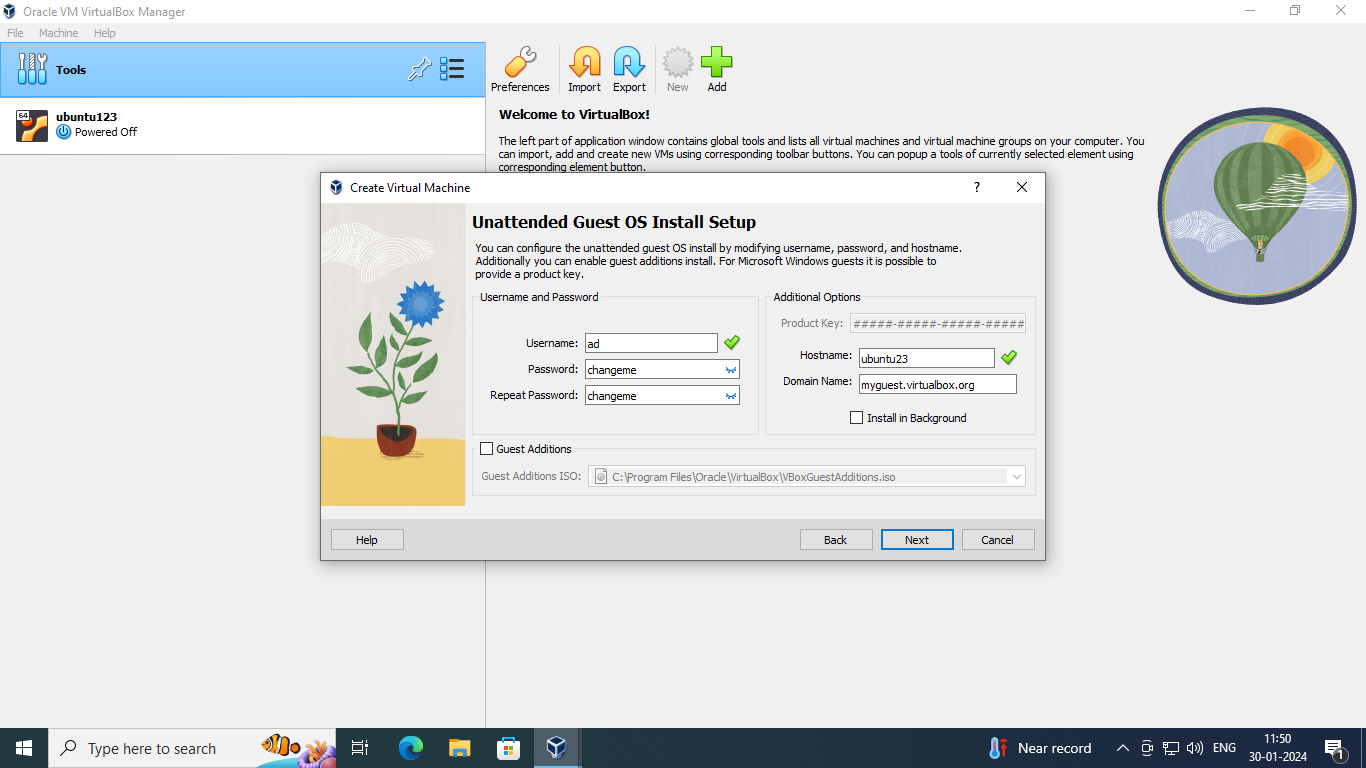 Oracle VM VirtualBox Manager
File Machine Help
Tools
64
ubuntu123
Powered Off
Preferences Import Export New Add
Welcome to VirtualBox!
The left part of application window contains global tools and lists all virtual machines and virtual machine groups on your computer. You
can import, add and create new VMs using corresponding toolbar buttons. You can popup a tools of currently selected element using
corresponding element button.
Create Virtual Machine
?
Unattended Guest OS Install Setup
You can configure the unattended guest OS install by modifying username, password, and hostname.
Additionally you can enable guest additions install. For Microsoft Windows guests it is possible to
provide a product key.
Username and Password
Username: ad
Password: changeme
Repeat Password: changeme
Additional Options
Product Key: #####-#####-#####-#####
Hostname: ubuntu23
Domain Name: myguest.virtualbox.org
Install in Background
Guest Additions
Guest Additions ISO: C:\Program Files\Oracle\VirtualBox\VBoxGuestAdditions.iso
Help Back Next Cancel
Type here to search
Near record
ENG
11:50
30-01-2024
1